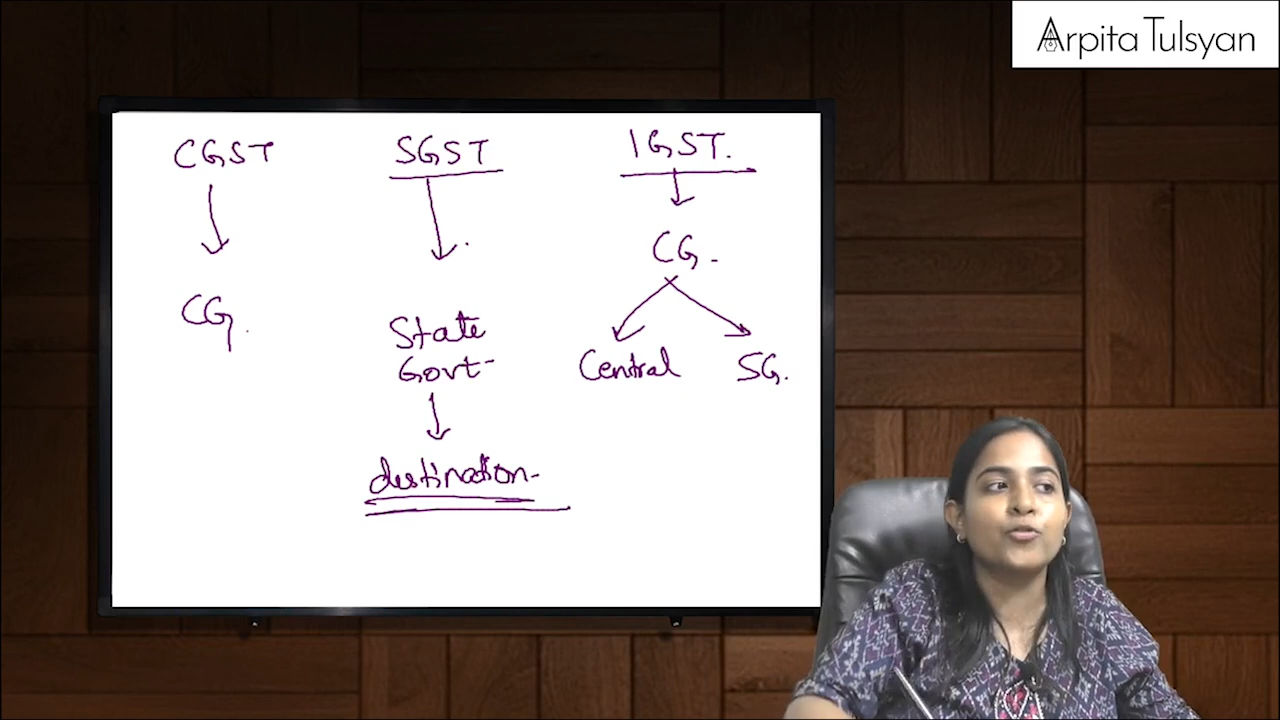 Arpita Tulsyan
CGST
SGST
IGST.
CG.
State
Govt-
destination-
CG.
Central
SG.